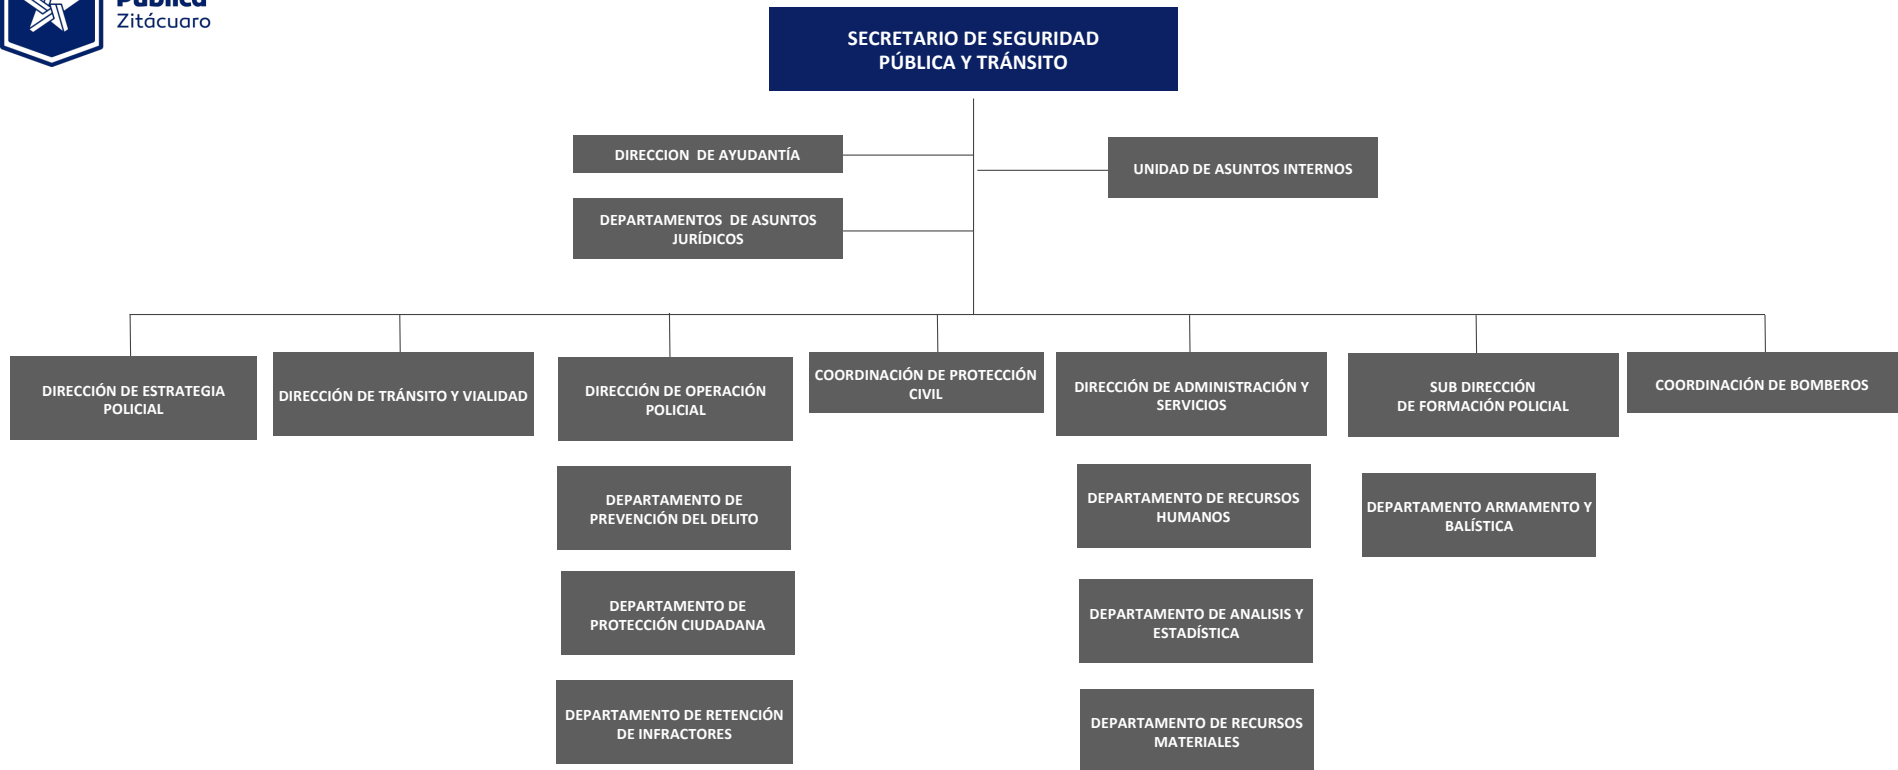 Pública
Zitácuaro
SECRETARIO DE SEGURIDAD
PÚBLICA Y TRÁNSITO
DIRECCION DE AYUDANTÍA
UNIDAD DE ASUNTOS INTERNOS
DEPARTAMENTOS DE ASUNTOS
JURÍDICOS
DIRECCIÓN DE ESTRATEGIA
POLICIAL
DIRECCIÓN DE TRÁNSITO Y VIALIDAD
DIRECCIÓN DE OPERACIÓN
POLICIAL
COORDINACIÓN DE PROTECCIÓN
CIVIL
DIRECCIÓN DE ADMINISTRACIÓN Y
SERVICIOS
SUB DIRECCIÓN
DE FORMACIÓN POLICIAL
COORDINACIÓN DE BOMBEROS
DEPARTAMENTO DE
PREVENCIÓN DEL DELITO
DEPARTAMENTO DE RECURSOS
HUMANOS
DEPARTAMENTO ARMAMENTO Y
BALÍSTICA
DEPARTAMENTO DE
PROTECCIÓN CIUDADANA
DEPARTAMENTO DE ANALISIS Y
ESTADÍSTICA
DEPARTAMENTO DE RETENCIÓN
DE INFRACTORES
DEPARTAMENTO DE RECURSOS
MATERIALES